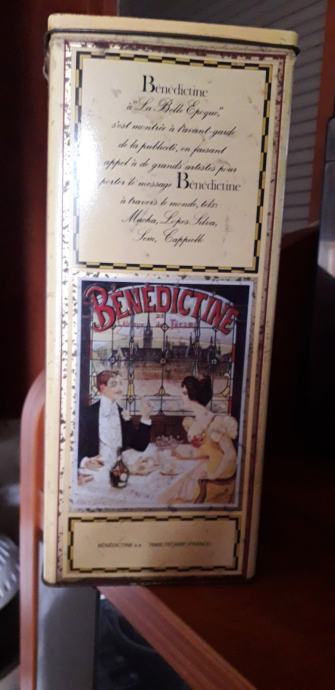 Bénédictine
à "La Belle Epoque",
s'est montrée à l'avant-garde
de la publicité, en faisant
appel à de grands artistes pour
porter le message Bénédictine
à travers le monde, tels:
Mucha, Lopes Silva,
Sem, Cappiello
BÉNÉDICTINE
BÉNÉDICTINE s.a. 76400 FÉCAMP (FRANCE)